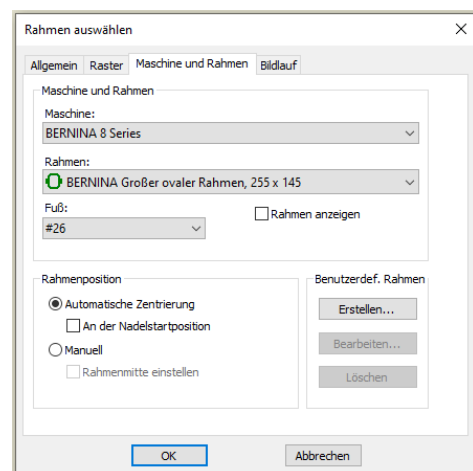 Rahmen auswählen
Allgemein Raster Maschine und Rahmen Bildlauf
Maschine und Rahmen
Maschine:
BERNINA 8 Series
Rahmen:
BERNINA Großer ovaler Rahmen, 255 x 145
Fuß:
#26
Rahmen anzeigen
Rahmenposition
Automatische Zentrierung
An der Nadelstartposition
Manuell
Rahmenmitte einstellen
Benutzerdef. Rahmen
Erstellen...
Bearbeiten...
Löschen
OK Abbrechen